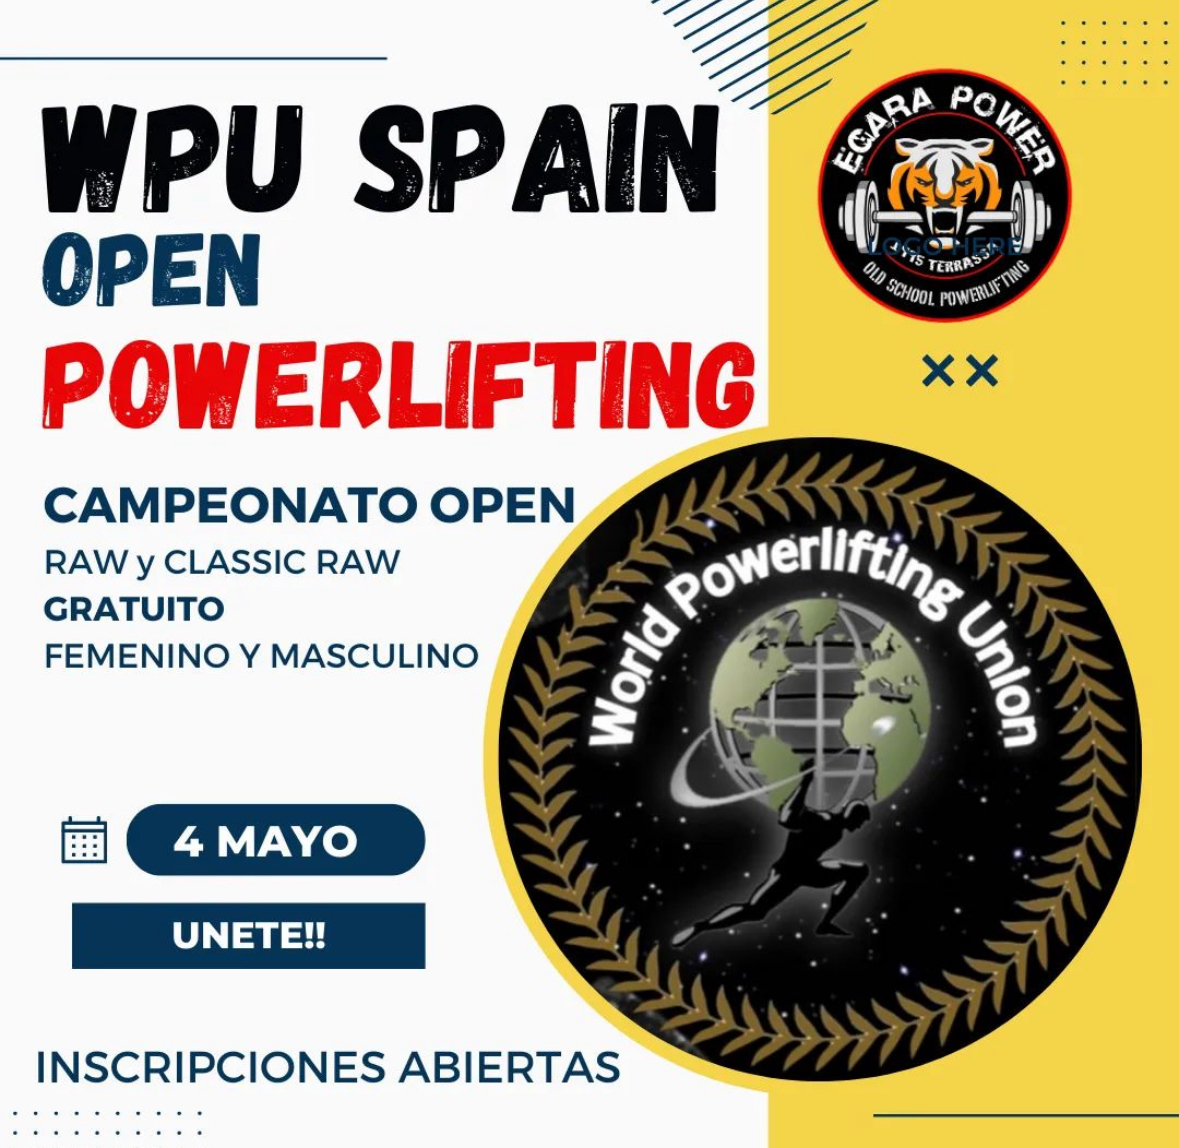 WPU SPAIN
OPEN
POWERLIFTING
CAMPEONATO OPEN
RAW y CLASSIC RAW
GRATUITO
FEMENINO Y MASCULINO
4 MAYO
UNETE!!
INSCRIPCIONES ABIERTAS
EGARA POWER
LOGO HERE
TERRASSA
OLD SCHOOL POWERLIFTING
World Powerlifting Union